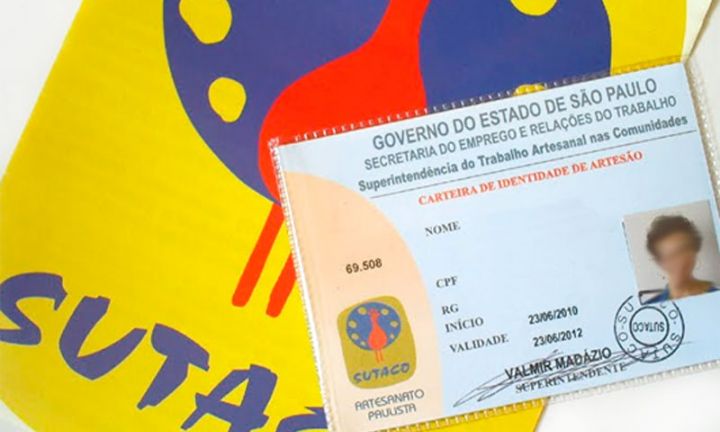 GOVERNO DO ESTADO DE SÃO PAULO
SECRETARIA DO EMPREGO E RELAÇÕES DO TRABALHO
Superintendência do Trabalho Artesanal nas Comunidades
CARTEIRA DE IDENTIDADE DE ARTESÃO
NOME
69.508
CPF
RG
INÍCIO 23/06/2010
VALIDADE 23/06/2012
VALMIR MADÁZIO
SUPERINTENDENTE
SUTACO
SUTACO
SUTACO
ARTESANATO
PAULISTA
SUTAC